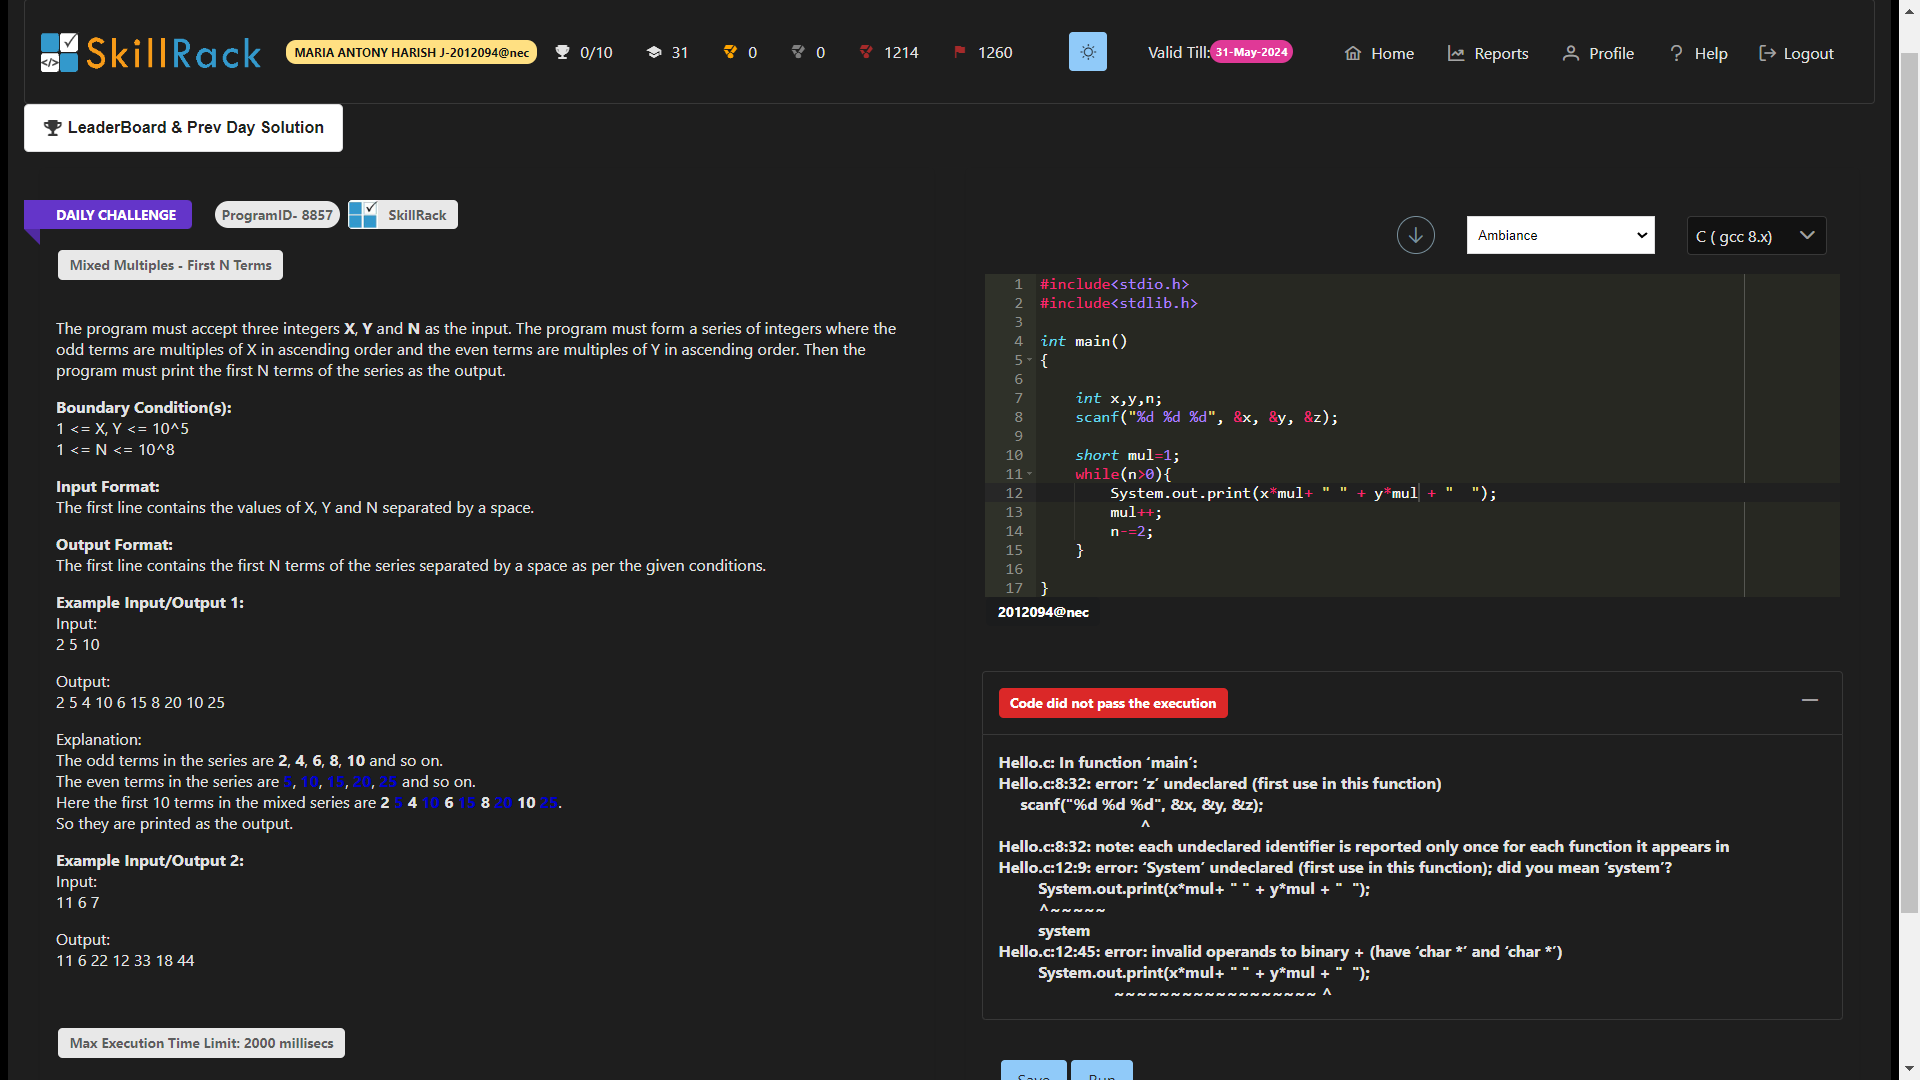 SkillRack
MARIA ANTONY HARISH J-2012094@nec
0/10
31
0
0
1214
1260
Valid Till: 31-May-2024
Home
Reports
Profile
Help
Logout
LeaderBoard & Prev Day Solution
DAILY CHALLENGE
ProgramID- 8857
SkillRack
Mixed Multiples - First N Terms
The program must accept three integers X, Y and N as the input. The program must form a series of integers where the
odd terms are multiples of X in ascending order and the even terms are multiples of Y in ascending order. Then the
program must print the first N terms of the series as the output.
Boundary Condition(s):
1 <= X, Y <= 10^5
1 <= N <= 10^8
Input Format:
The first line contains the values of X, Y and N separated by a space.
Output Format:
The first line contains the first N terms of the series separated by a space as per the given conditions.
Example Input/Output 1:
Input:
2 5 10
Output:
2 5 4 10 6 15 8 20 10 25
Explanation:
The odd terms in the series are 2, 4, 6, 8, 10 and so on.
The even terms in the series are 5, 10, 15, 20, 25 and so on.
Here the first 10 terms in the mixed series are 2 5 4 10 6 15 8 20 10 25.
So they are printed as the output.
Example Input/Output 2:
Input:
11 6 7
Output:
11 6 22 12 33 18 44
Max Execution Time Limit: 2000 millisecs
Ambiance
C ( gcc 8.x)
1 #include<stdio.h>
2 #include<stdlib.h>
3
4 int main()
5 {
6
7 int x,y,n;
8 scanf("%d %d %d", &x, &y, &z);
9
10 short mul=1;
11 while(n>0){
12 System.out.print(x*mul+ " " + y*mul + "  ");
13 mul++;
14 n-=2;
15 }
16
17 }
2012094@nec
Code did not pass the execution
Hello.c: In function ‘main’:
Hello.c:8:32: error: ‘z’ undeclared (first use in this function)
scanf("%d %d %d", &x, &y, &z);
^
Hello.c:8:32: note: each undeclared identifier is reported only once for each function it appears in
Hello.c:12:9: error: ‘System’ undeclared (first use in this function); did you mean ‘system’?
System.out.print(x*mul+ " " + y*mul + "  ");
^~~~~~
system
Hello.c:12:45: error: invalid operands to binary + (have ‘char *’ and ‘char *’)
System.out.print(x*mul+ " " + y*mul + "  ");
~~~~~~~~~~~~~~~~~~ ^
Save
Run